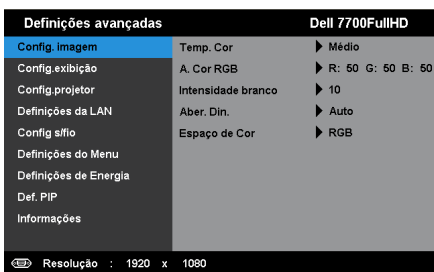 Definições avançadas Dell 7700FullHD
Config. imagem Temp. Cor Médio
Config.exibição A. Cor RGB R: 50 G: 50 B: 50
Config.projetor Intensidade branco 10
Definições da LAN Aber. Din. Auto
Config s/fio Espaço de Cor RGB
Definições do Menu
Definições de Energia
Def. PIP
Informações
Resolução : 1920 x 1080